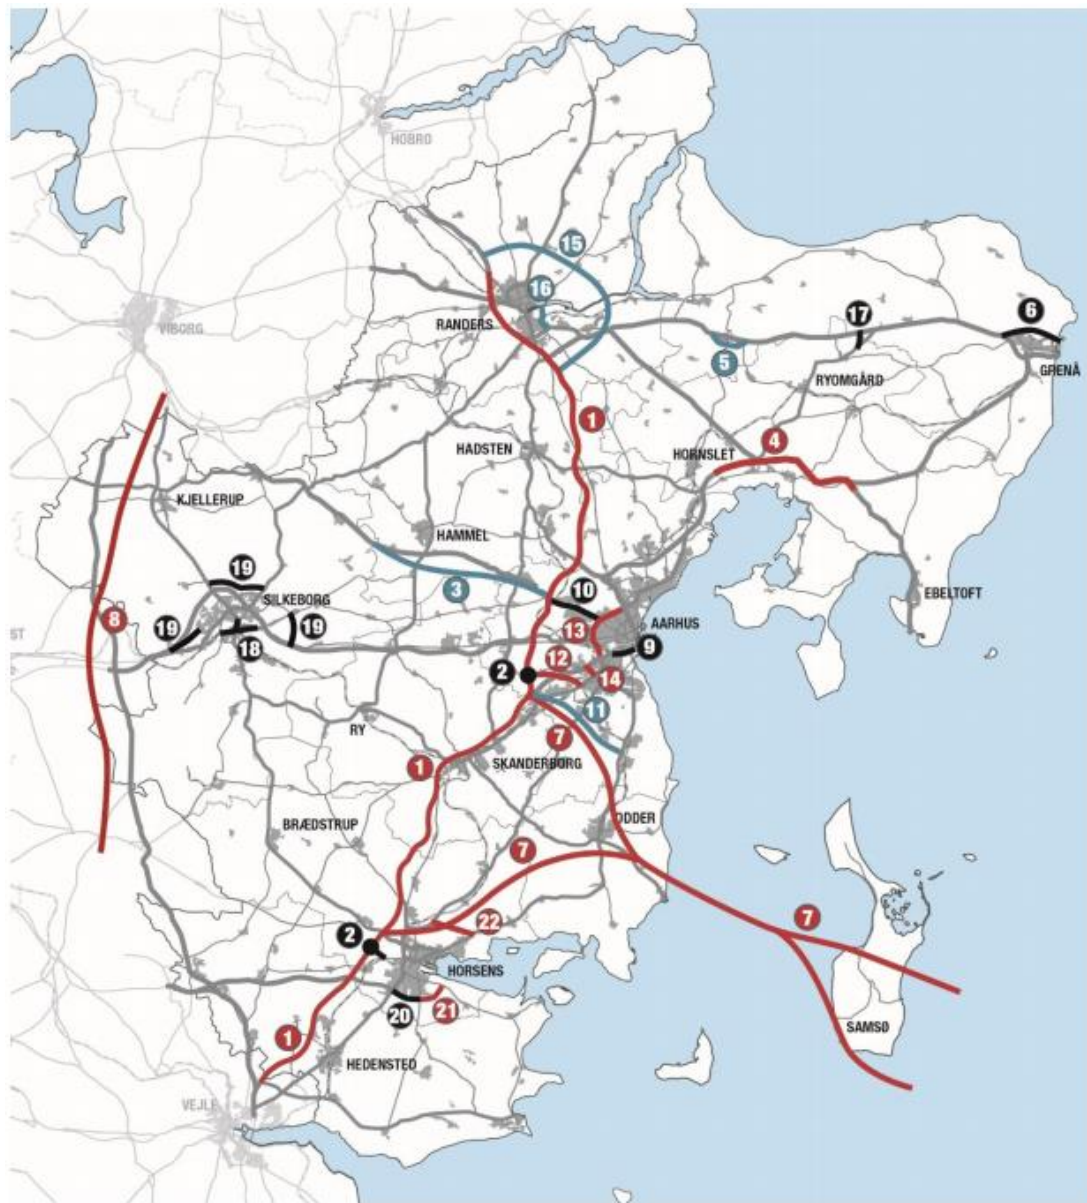 HOBRO
15
16
VIBORG
RANDERS
17
6
5
GRENÅ
RYOMGÅRD
1
4
HADSTEN
HORNSLET
KJELLERUP
HAMMEL
19
3
10
EBELTOFT
SILKEBORG
ST
8
19
19
13
AARHUS
18
12
9
2
14
11
RY
7
1
SKANDERBORG
BRÆDSTRUP
ODDER
7
22
7
2
HORSENS
20
21
SAMSØ
1
HEDENSTED
VEJLE